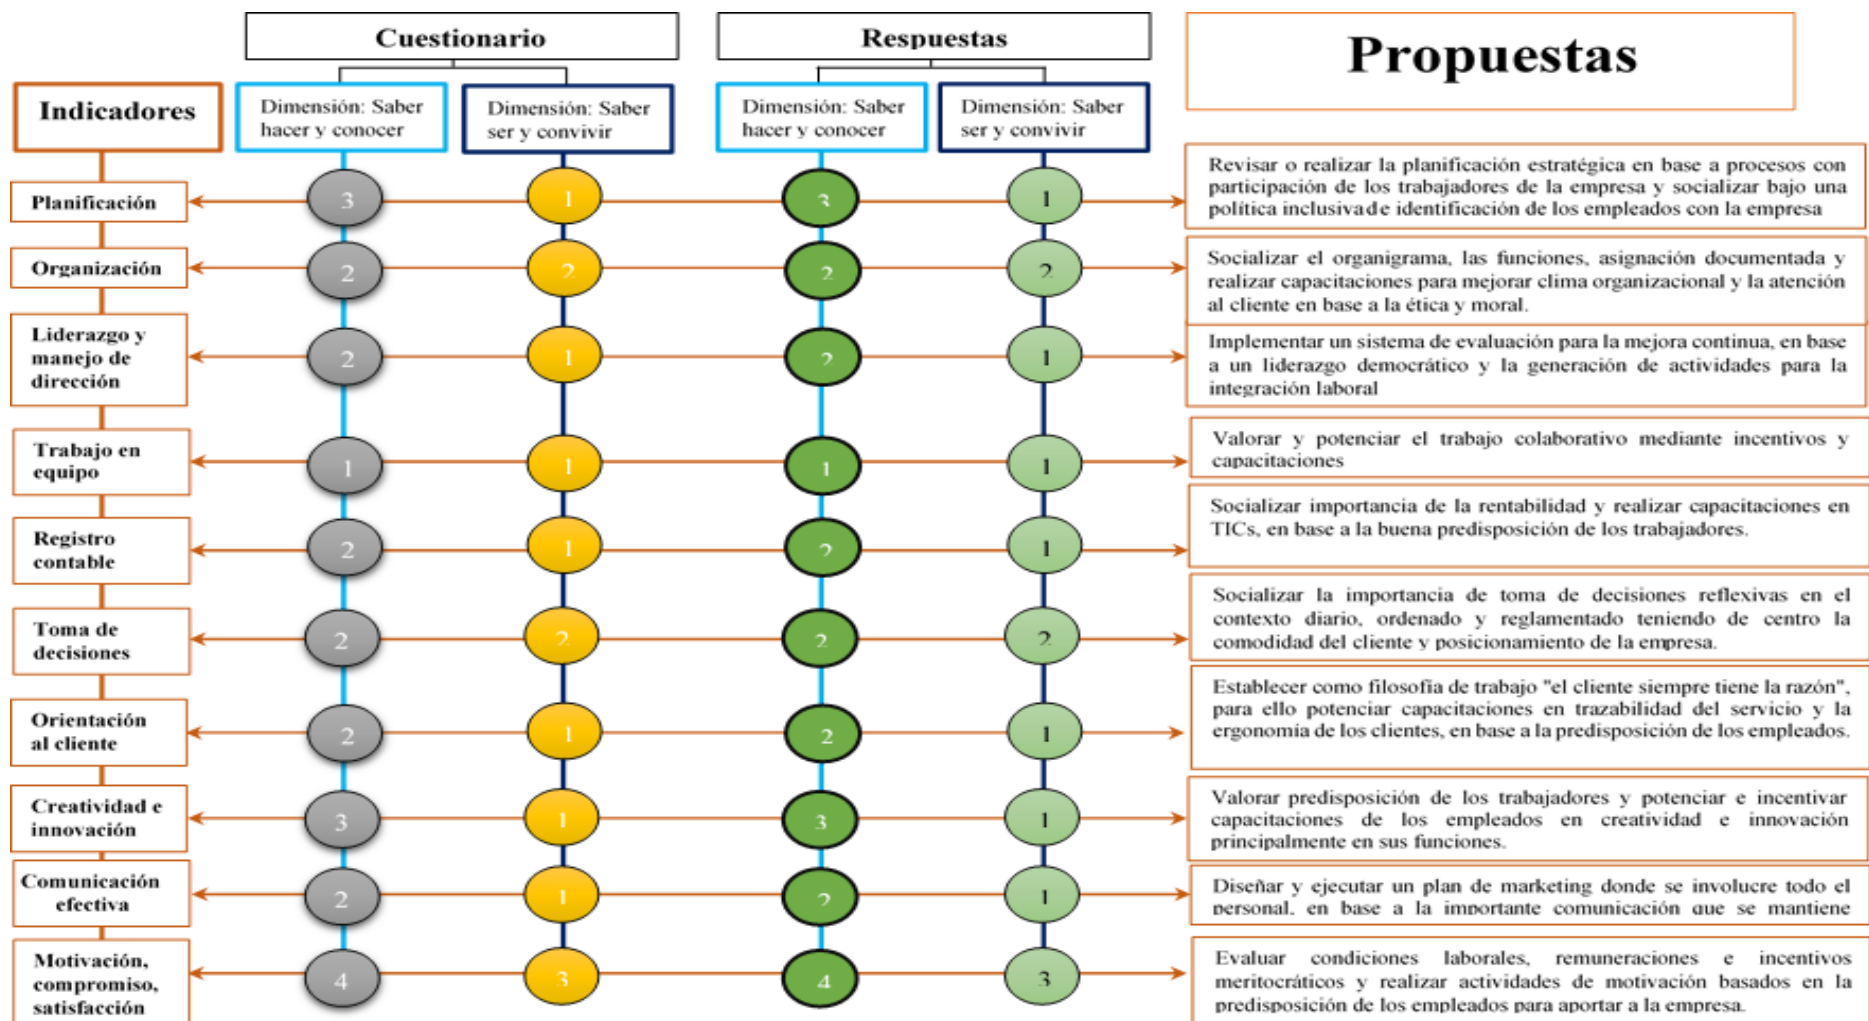 Cuestionario
Respuestas
Propuestas
Indicadores
Dimensión: Saber
hacer y conocer
Dimensión: Saber
ser y convivir
Dimensión: Saber
hacer y conocer
Dimensión: Saber
ser y convivir
Planificación
3
1
3
1
Revisar o realizar la planificación estratégica en base a procesos con
participación de los trabajadores de la empresa y socializar bajo una
política inclusiva de identificación de los empleados con la empresa
Organización
2
2
2
2
Socializar el organigrama, las funciones, asignación documentada y
realizar capacitaciones para mejorar clima organizacional y la atención
al cliente en base a la ética y moral.
Liderazgo y
manejo de
dirección
2
1
2
1
Implementar un sistema de evaluación para la mejora continua, en base
a un liderazgo democrático y la generación de actividades para la
integración laboral
Trabajo en
equipo
1
1
1
1
Valorar y potenciar el trabajo colaborativo mediante incentivos y
capacitaciones
Registro
contable
2
1
2
1
Socializar importancia de la rentabilidad y realizar capacitaciones en
TICs, en base a la buena predisposición de los trabajadores.
Toma de
decisiones
2
2
2
2
Socializar la importancia de toma de decisiones reflexivas en el
contexto diario, ordenado y reglamentado teniendo de centro la
comodidad del cliente y posicionamiento de la empresa.
Orientación
al cliente
2
1
2
1
Establecer como filosofía de trabajo "el cliente siempre tiene la razón",
para ello potenciar capacitaciones en trazabilidad del servicio y la
ergonomía de los clientes, en base a la predisposición de los empleados.
Creatividad e
innovación
3
1
3
1
Valorar predisposición de los trabajadores y potenciar e incentivar
capacitaciones de los empleados en creatividad e innovación
principalmente en sus funciones.
Comunicación
efectiva
2
1
2
1
Diseñar y ejecutar un plan de marketing donde se involucre todo el
personal, en base a la importante comunicación que se mantiene
Motivación,
compromiso,
satisfacción
4
3
4
3
Evaluar condiciones laborales, remuneraciones e incentivos
meritocráticos y realizar actividades de motivación basados en la
predisposición de los empleados para aportar a la empresa.